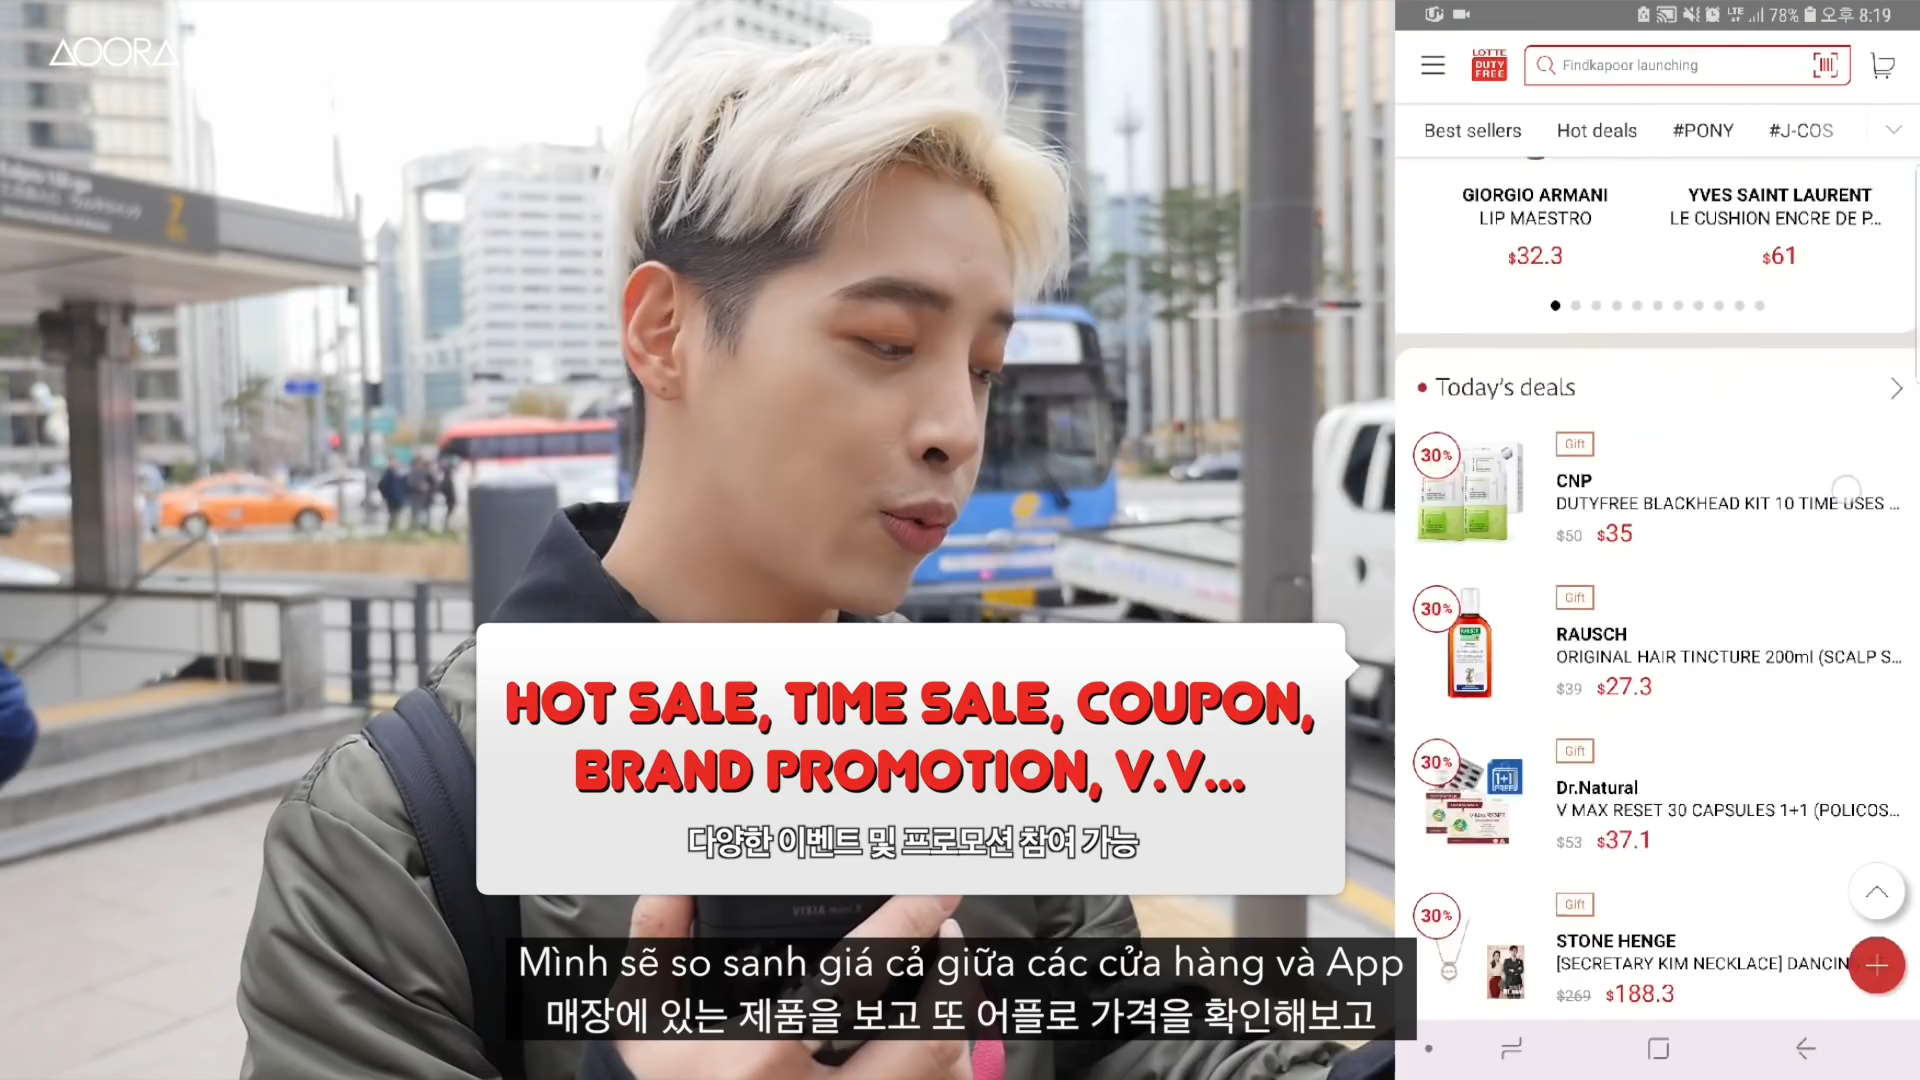 AOORA
HOT SALE, TIME SALE, COUPON,
BRAND PROMOTION, V.V...
다양한 이벤트 및 프로모션 참여 가능
VIXIA mini X
Mình sẽ so sanh giá cả giữa các cửa hàng và App
매장에 있는 제품을 보고 또 어플로 가격을 확인해보고
LTE 78% 오후 8:19
LOTTE
DUTY
FREE
Findkapoor launching
Best sellers Hot deals #PONY #J-COS
GIORGIO ARMANI
LIP MAESTRO
$32.3
YVES SAINT LAURENT
LE CUSHION ENCRE DE P...
$61
Today's deals
30%
Gift
CNP
DUTYFREE BLACKHEAD KIT 10 TIME USES ...
$50 $35
30%
Gift
RAUSCH
ORIGINAL HAIR TINCTURE 200ml (SCALP S...
$39 $27.3
30%
1+1
Gift
Dr.Natural
V MAX RESET 30 CAPSULES 1+1 (POLICOS...
$53 $37.1
30%
Gift
STONE HENGE
[SECRETARY KIM NECKLACE] DANCIN
$269 $188.3